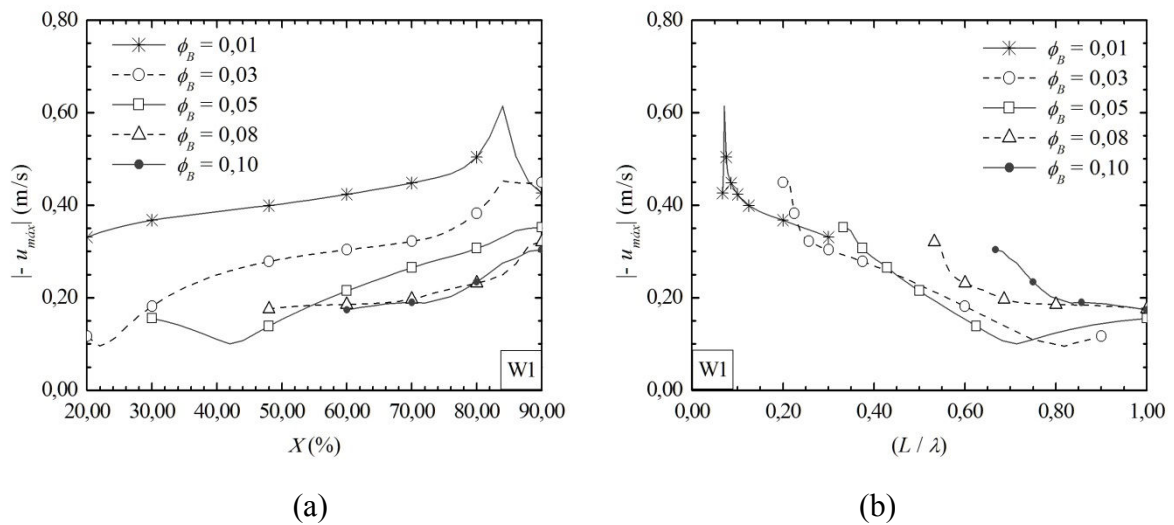 0,80
0,60
0,40
0,20
0,00
|- u_máx| (m/s)
ϕ_B = 0,01
ϕ_B = 0,03
ϕ_B = 0,05
ϕ_B = 0,08
ϕ_B = 0,10
W1
20,00 30,00 40,00 50,00 60,00 70,00 80,00 90,00
X (%)
(a)
0,80
0,60
0,40
0,20
0,00
|- u_máx| (m/s)
ϕ_B = 0,01
ϕ_B = 0,03
ϕ_B = 0,05
ϕ_B = 0,08
ϕ_B = 0,10
W1
0,00 0,20 0,40 0,60 0,80 1,00
(L / λ)
(b)